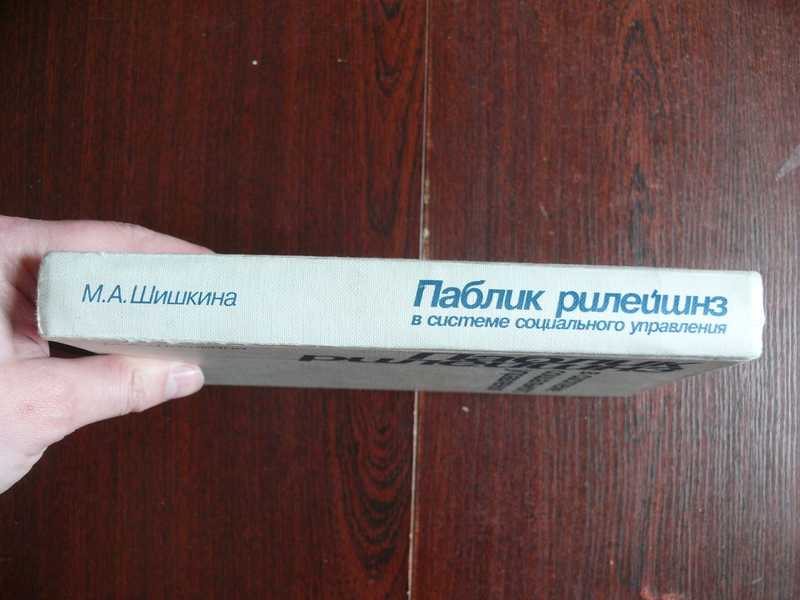 М.А.Шишкина
Паблик рилейшнз
в системе социального управления